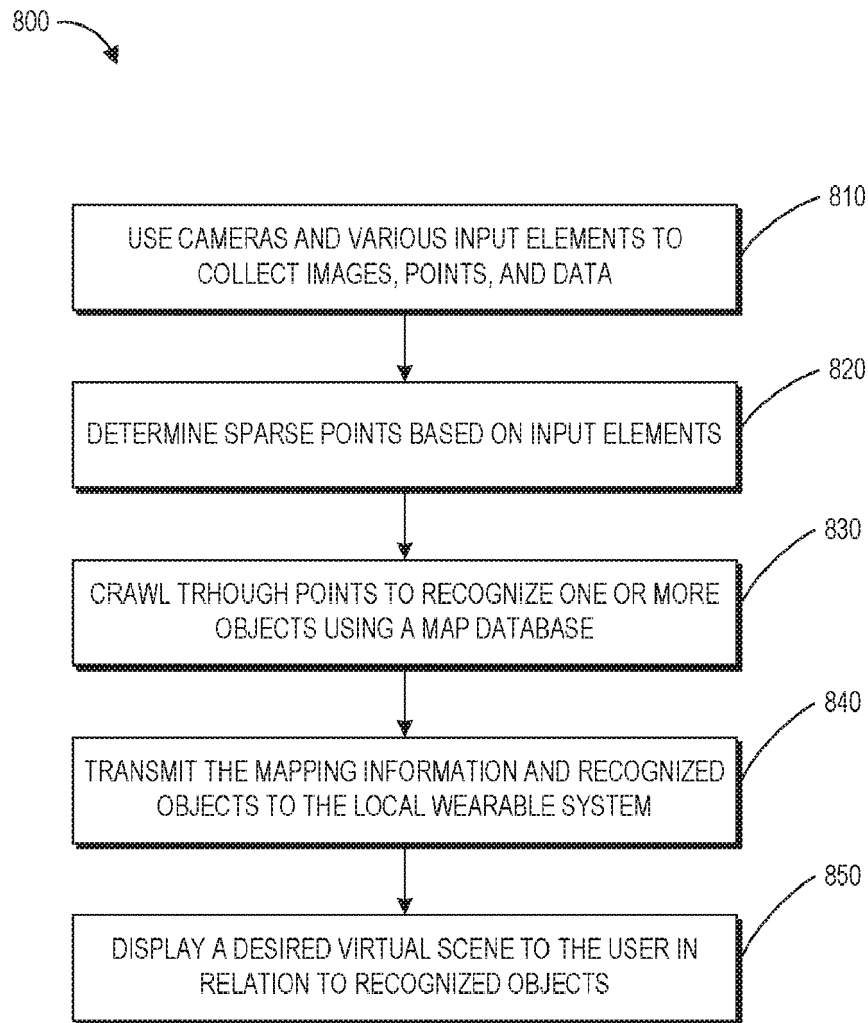 800
810
USE CAMERAS AND VARIOUS INPUT ELEMENTS TO
COLLECT IMAGES, POINTS, AND DATA
820
DETERMINE SPARSE POINTS BASED ON INPUT ELEMENTS
830
CRAWL TRHOUGH POINTS TO RECOGNIZE ONE OR MORE
OBJECTS USING A MAP DATABASE
840
TRANSMIT THE MAPPING INFORMATION AND RECOGNIZED
OBJECTS TO THE LOCAL WEARABLE SYSTEM
850
DISPLAY A DESIRED VIRTUAL SCENE TO THE USER IN
RELATION TO RECOGNIZED OBJECTS